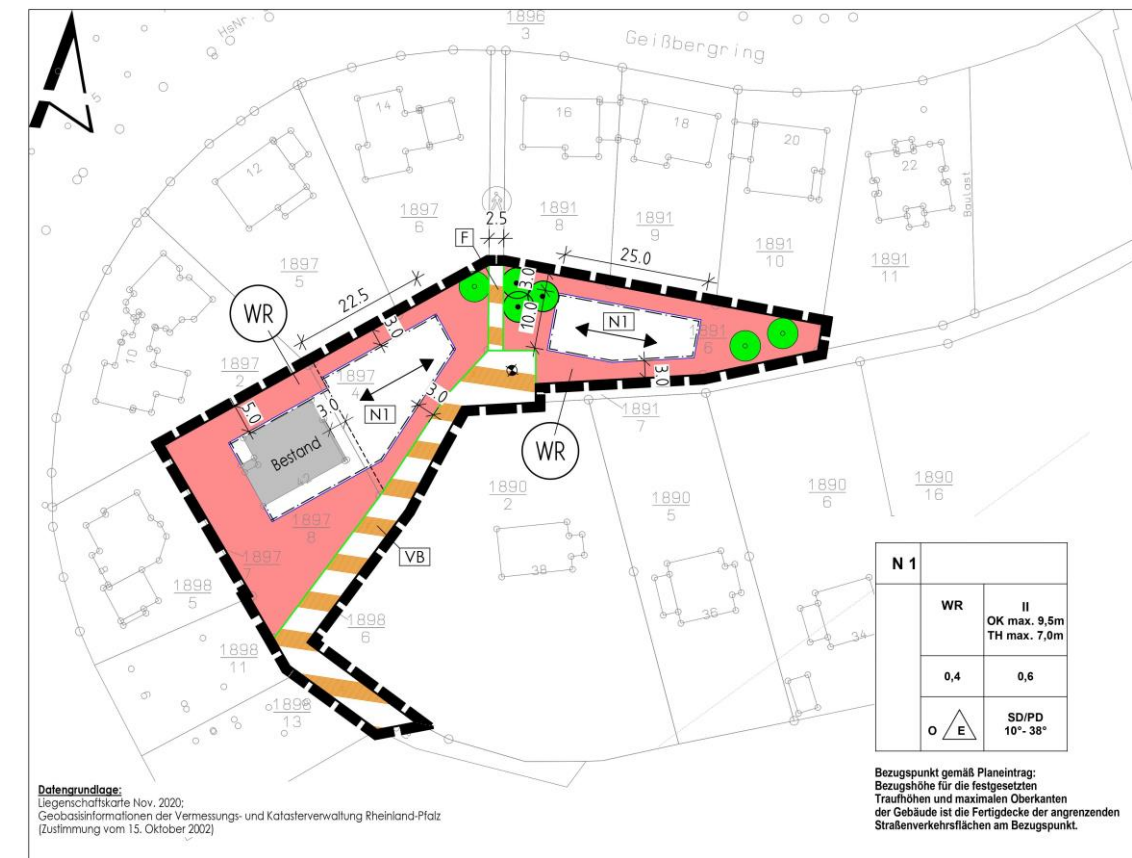 1896
3
HsNr.
Geißbergring
14
16
18
20
22
12
10
Baulast
1897
6
2.5
1891
8
1891
9
1891
10
1891
11
F
3.0
25.0
1897
5
22.5
WR
3.0
10.0
N1
1891
6
1897
2
1897
4
N1
3.0
3.0
5.0
3.0
WR
1891
7
Bestand
42
1890
2
1890
5
1890
6
1890
16
1897
8
VB
1897
7
38
36
34
1898
5
1898
6
1898
11
1898
13
N 1
WR
II
OK max. 9,5m
TH max. 7,0m
0,4
0,6
O E
SD/PD
10°- 38°
Datengrundlage:
Liegenschaftskarte Nov. 2020;
Geobasisinformationen der Vermessungs- und Katasterverwaltung Rheinland-Pfalz
(Zustimmung vom 15. Oktober 2002)
Bezugspunkt gemäß Planeintrag:
Bezugshöhe für die festgesetzten
Traufhöhen und maximalen Oberkanten
der Gebäude ist die Fertigdecke der angrenzenden
Straßenverkehrsflächen am Bezugspunkt.